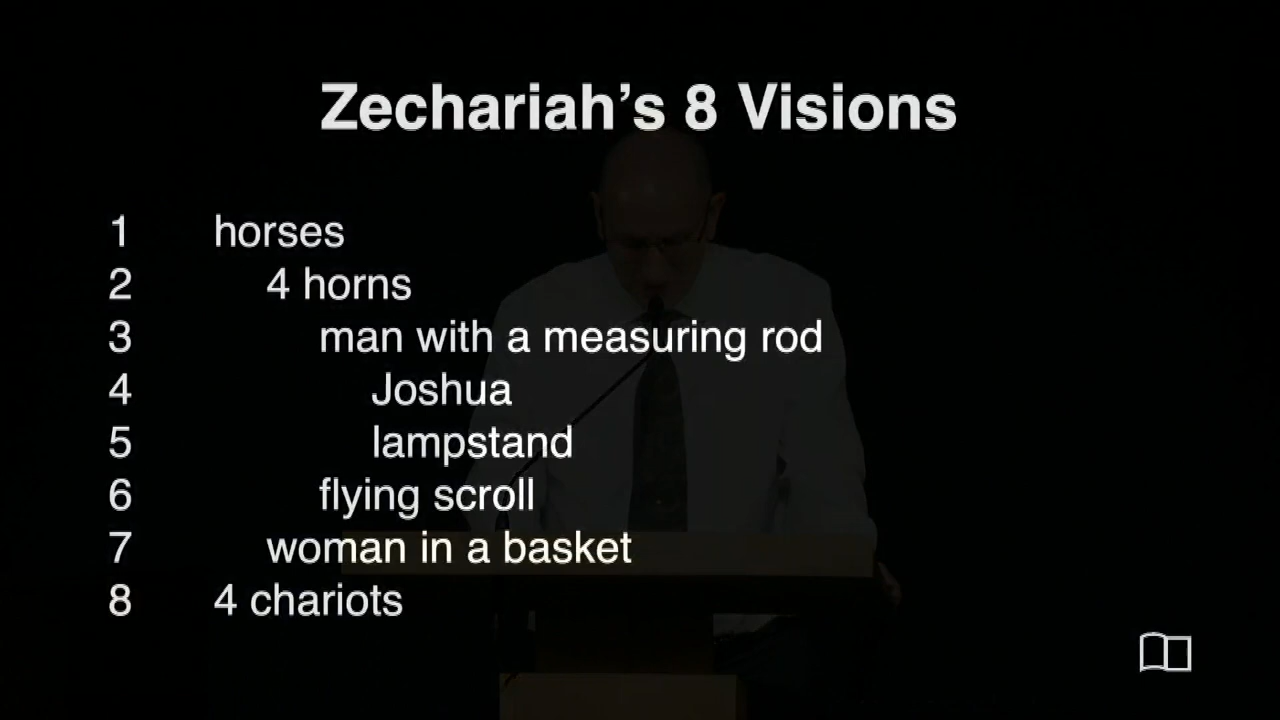 Zechariah’s 8 Visions
1 horses
2 4 horns
3 man with a measuring rod
4 Joshua
5 lampstand
6 flying scroll
7 woman in a basket
8 4 chariots